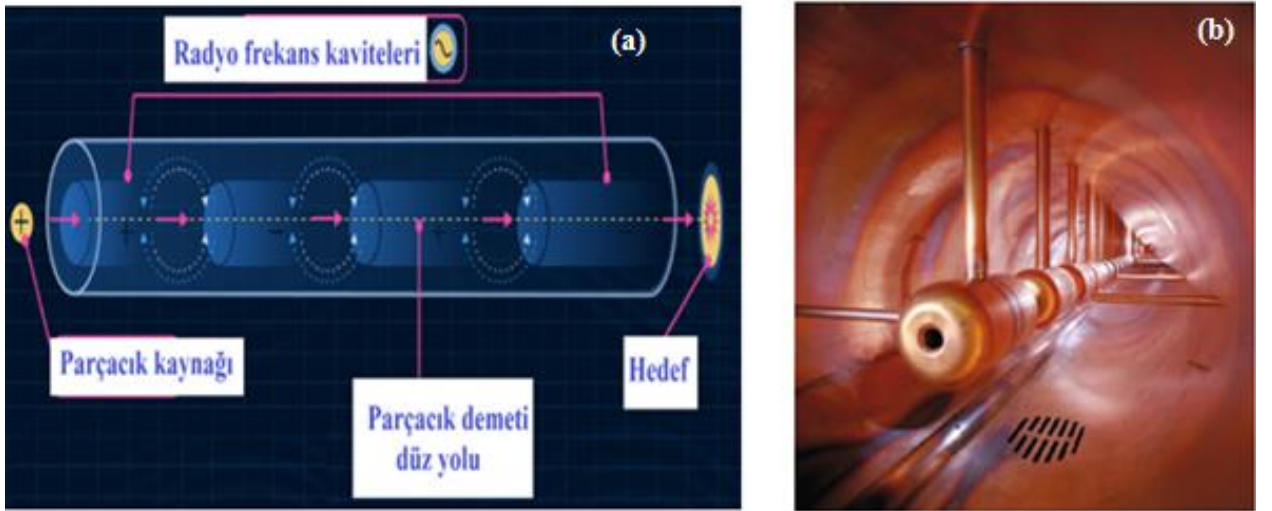 (a)
Radyo frekans kaviteleri
Parçacık kaynağı
Parçacık demeti
düz yolu
Hedef
(b)